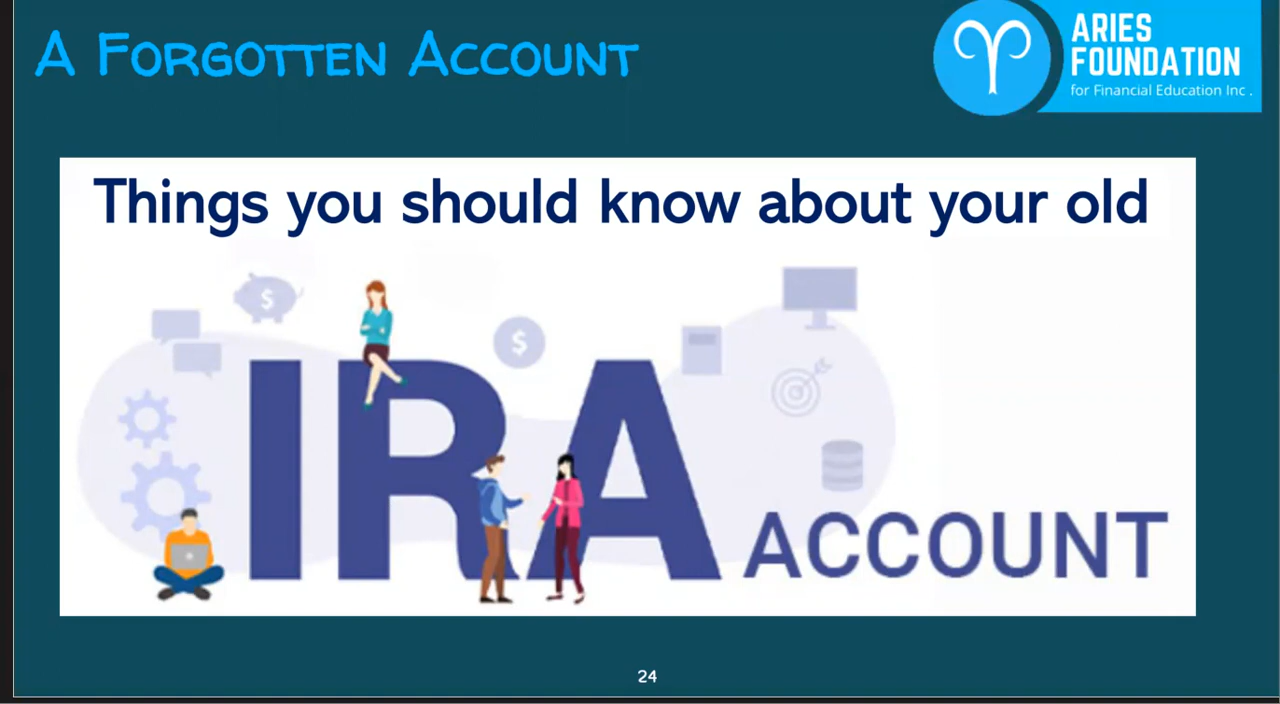 A Forgotten Account
ARIES
FOUNDATION
for Financial Education Inc .
Things you should know about your old
$
$
IRA ACCOUNT
24